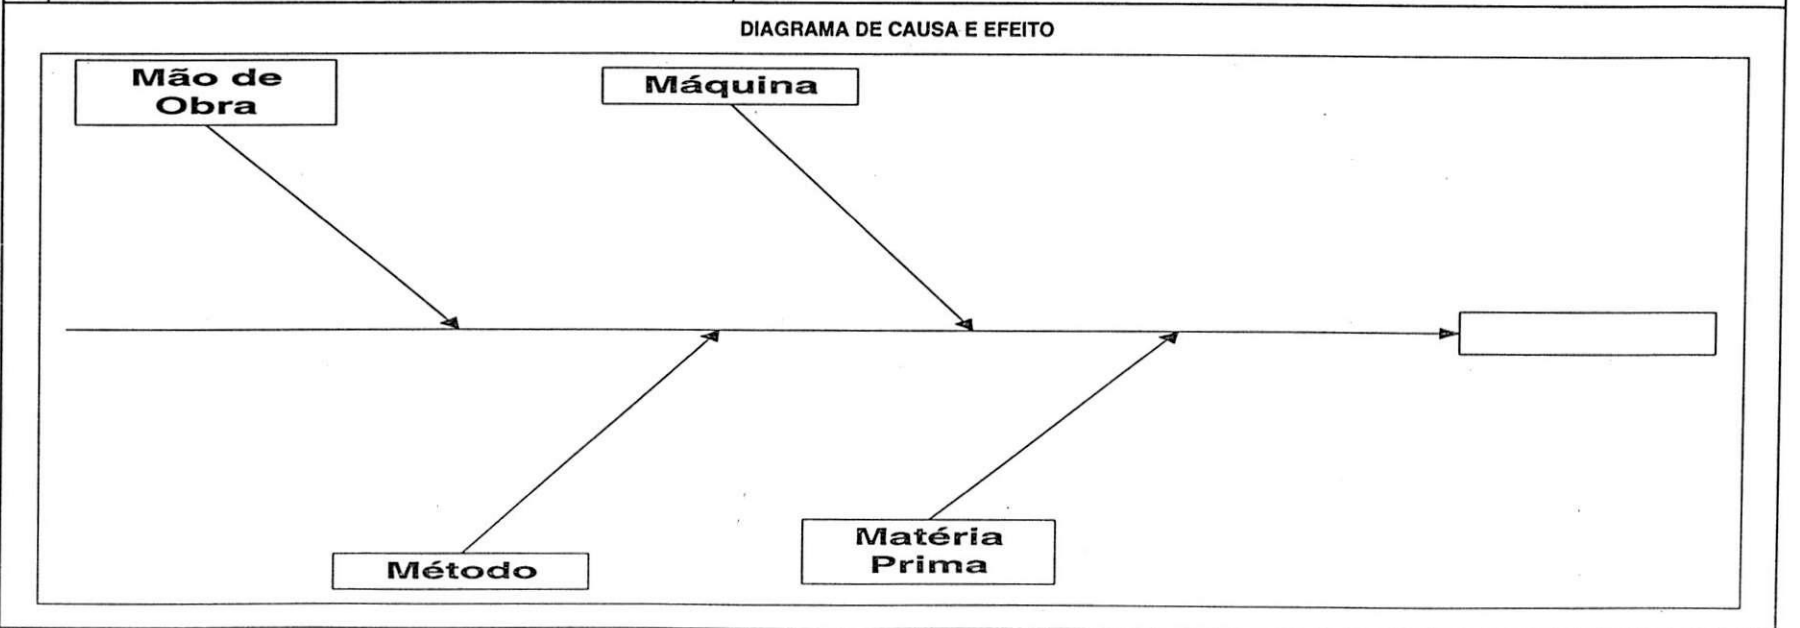 DIAGRAMA DE CAUSA E EFEITO
Mão de
Obra
Máquina
Método
Matéria
Prima